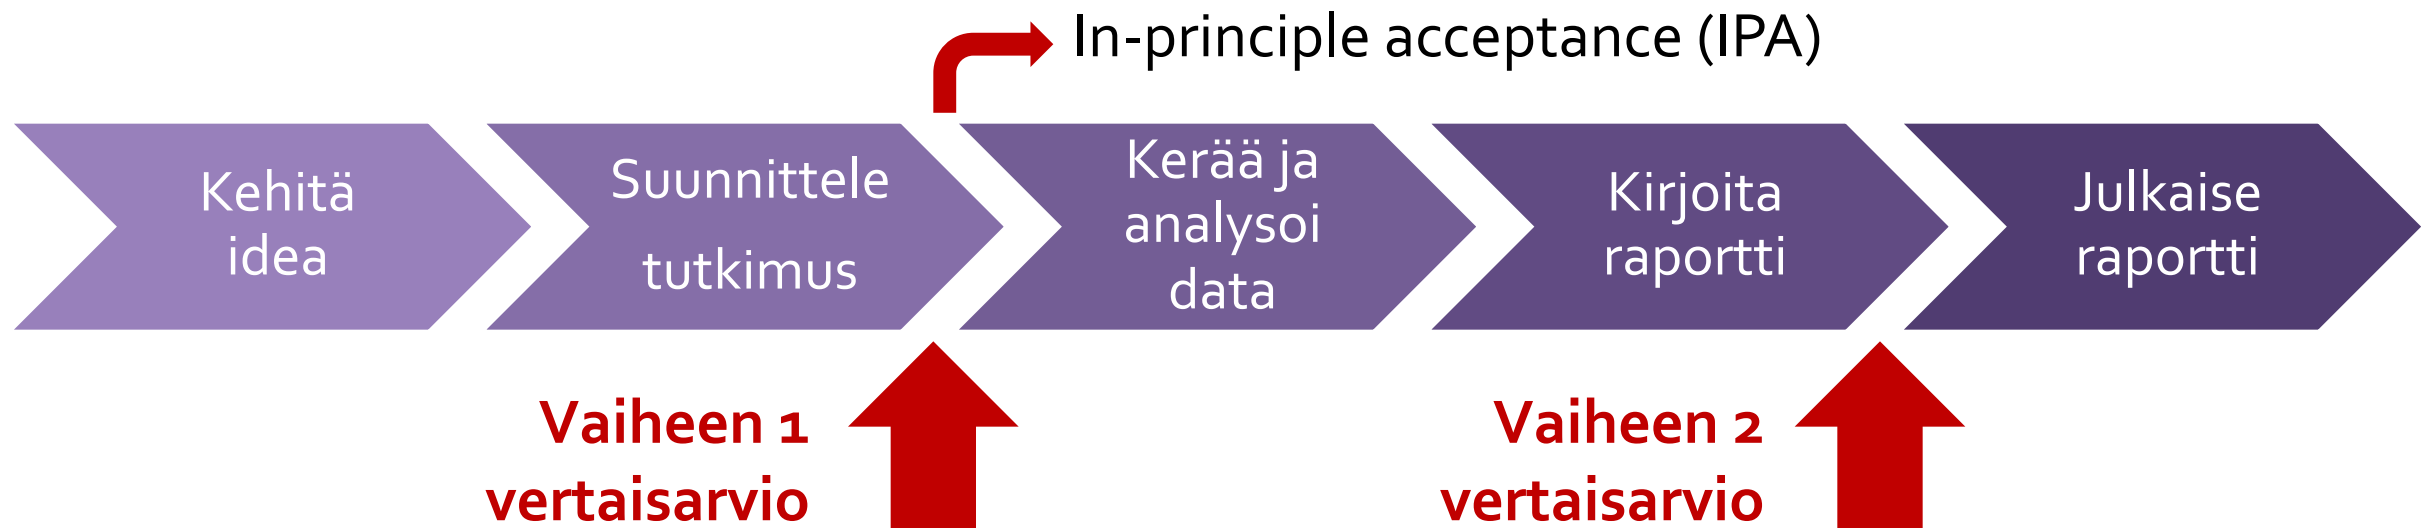 In-principle acceptance (IPA)
Kehitä
idea
Suunnittele
tutkimus
Kerää ja
analysoi
data
Kirjoita
raportti
Julkaise
raportti
Vaiheen 1
vertaisarvio
Vaiheen 2
vertaisarvio